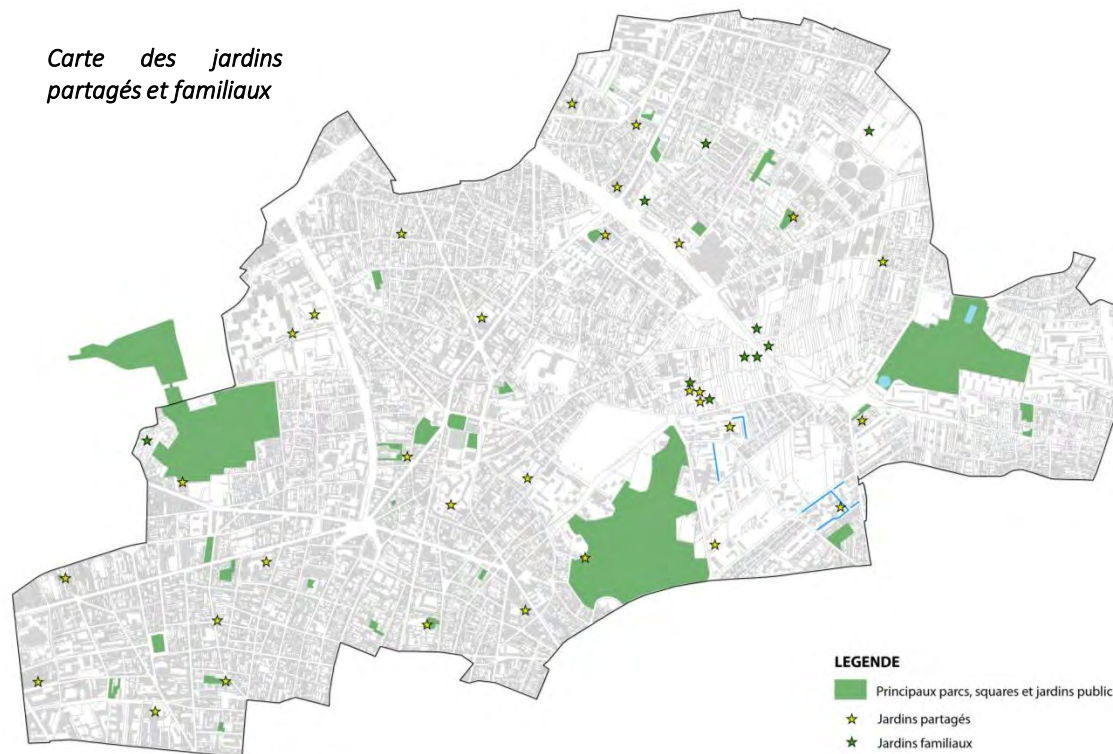 Carte des jardins
partagés et familiaux
LEGENDE
Principaux parcs, squares et jardins public
Jardins partagés
Jardins familiaux